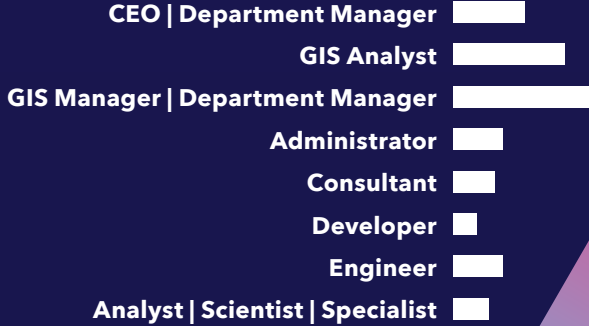 CEO | Department Manager
GIS Analyst
GIS Manager | Department Manager
Administrator
Consultant
Developer
Engineer
Analyst | Scientist | Specialist